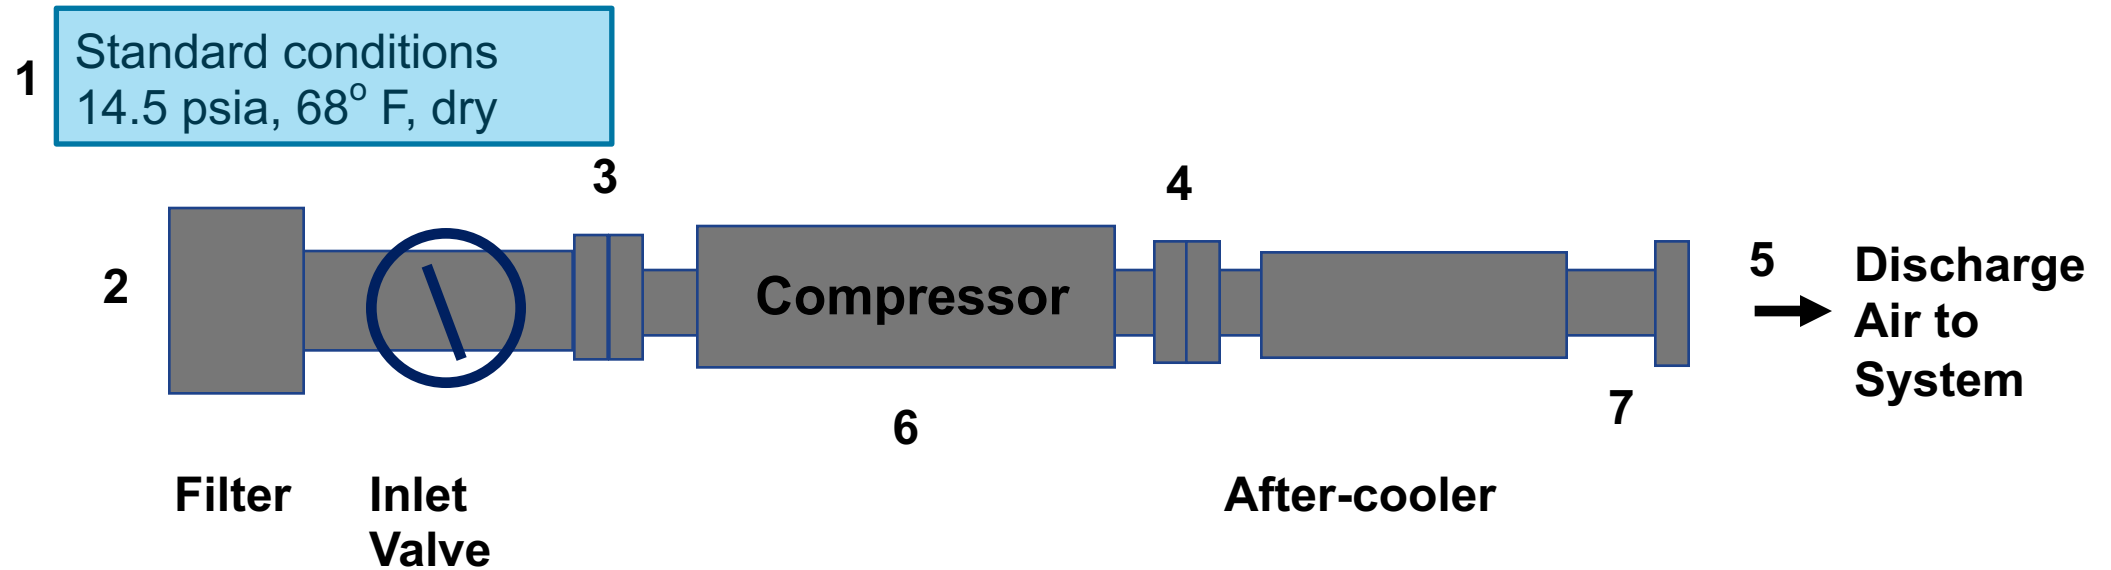 1
Standard conditions
14.5 psia, 68° F, dry
3
4
2
Compressor
5
Discharge
Air to
System
6
7
Filter
Inlet
Valve
After-cooler